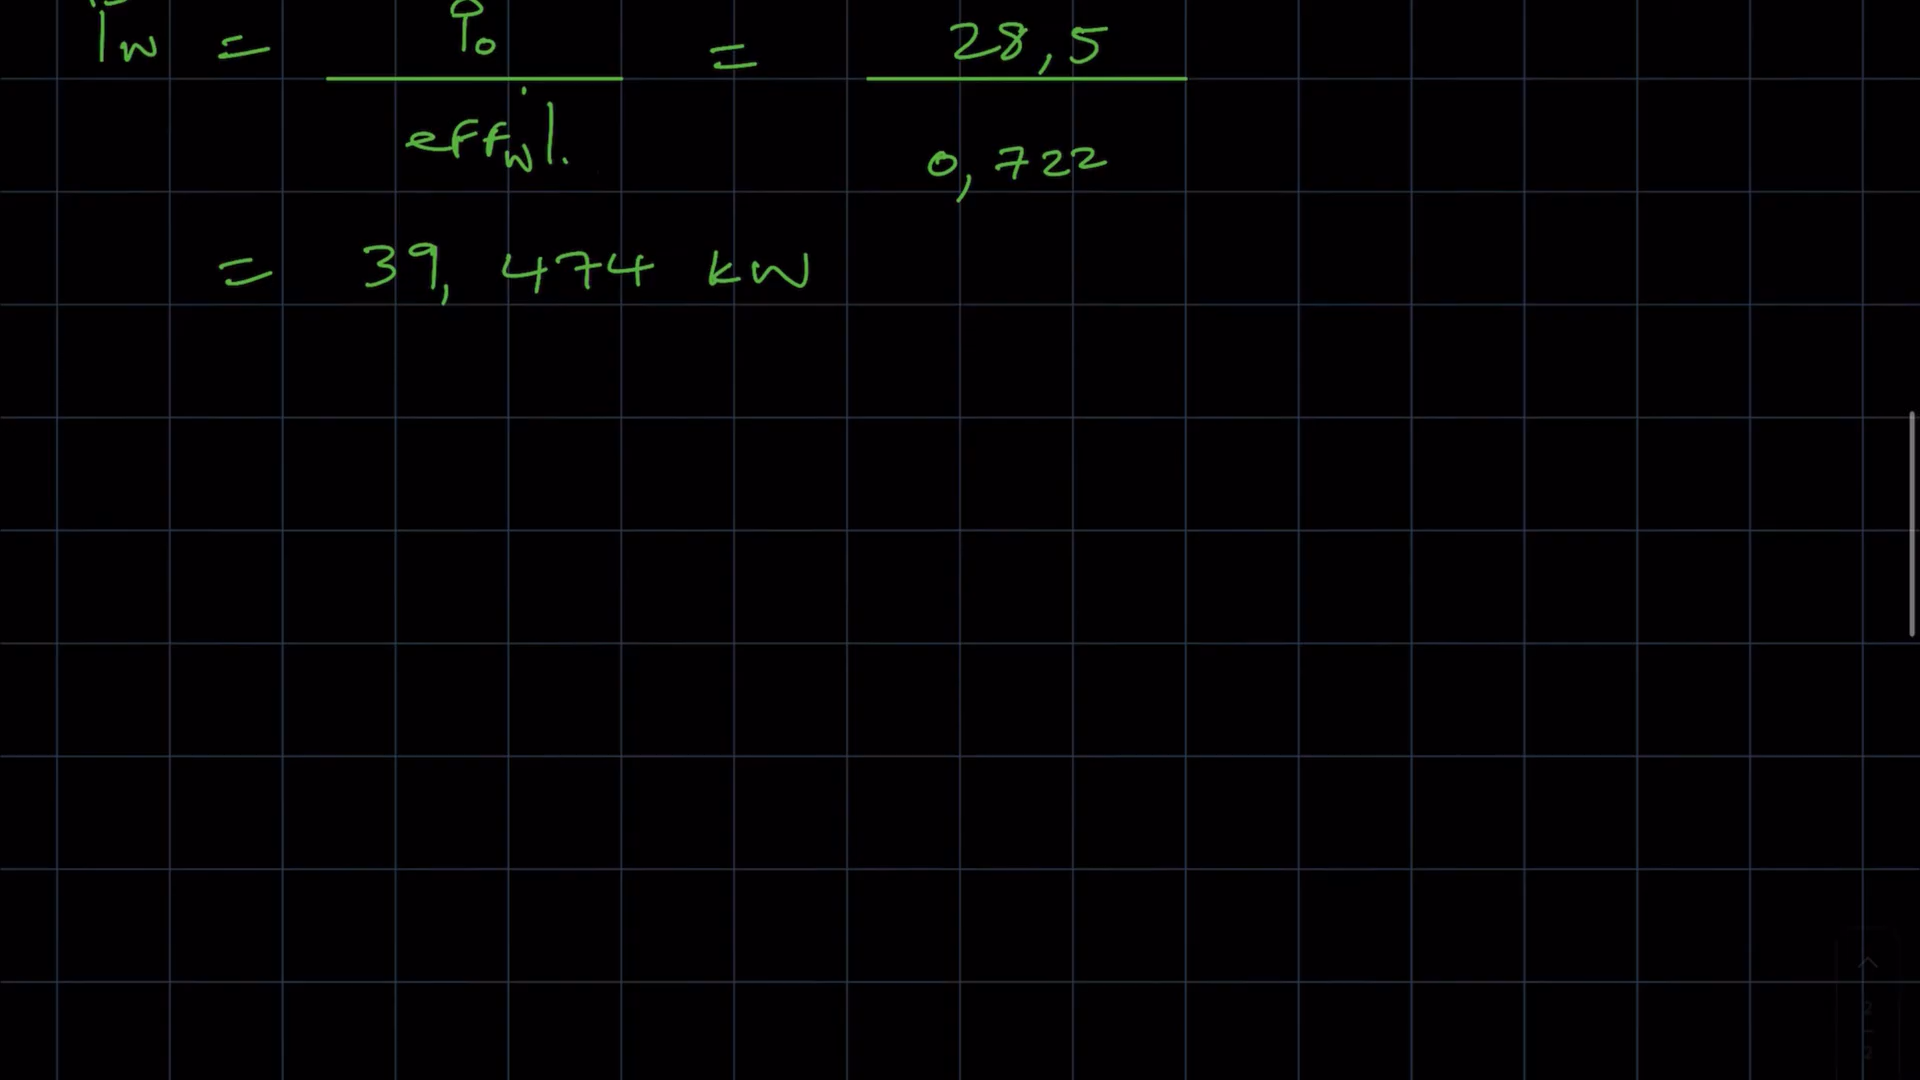 Pw = Po = 28,5
effw%. 0,722
= 39,474 kW